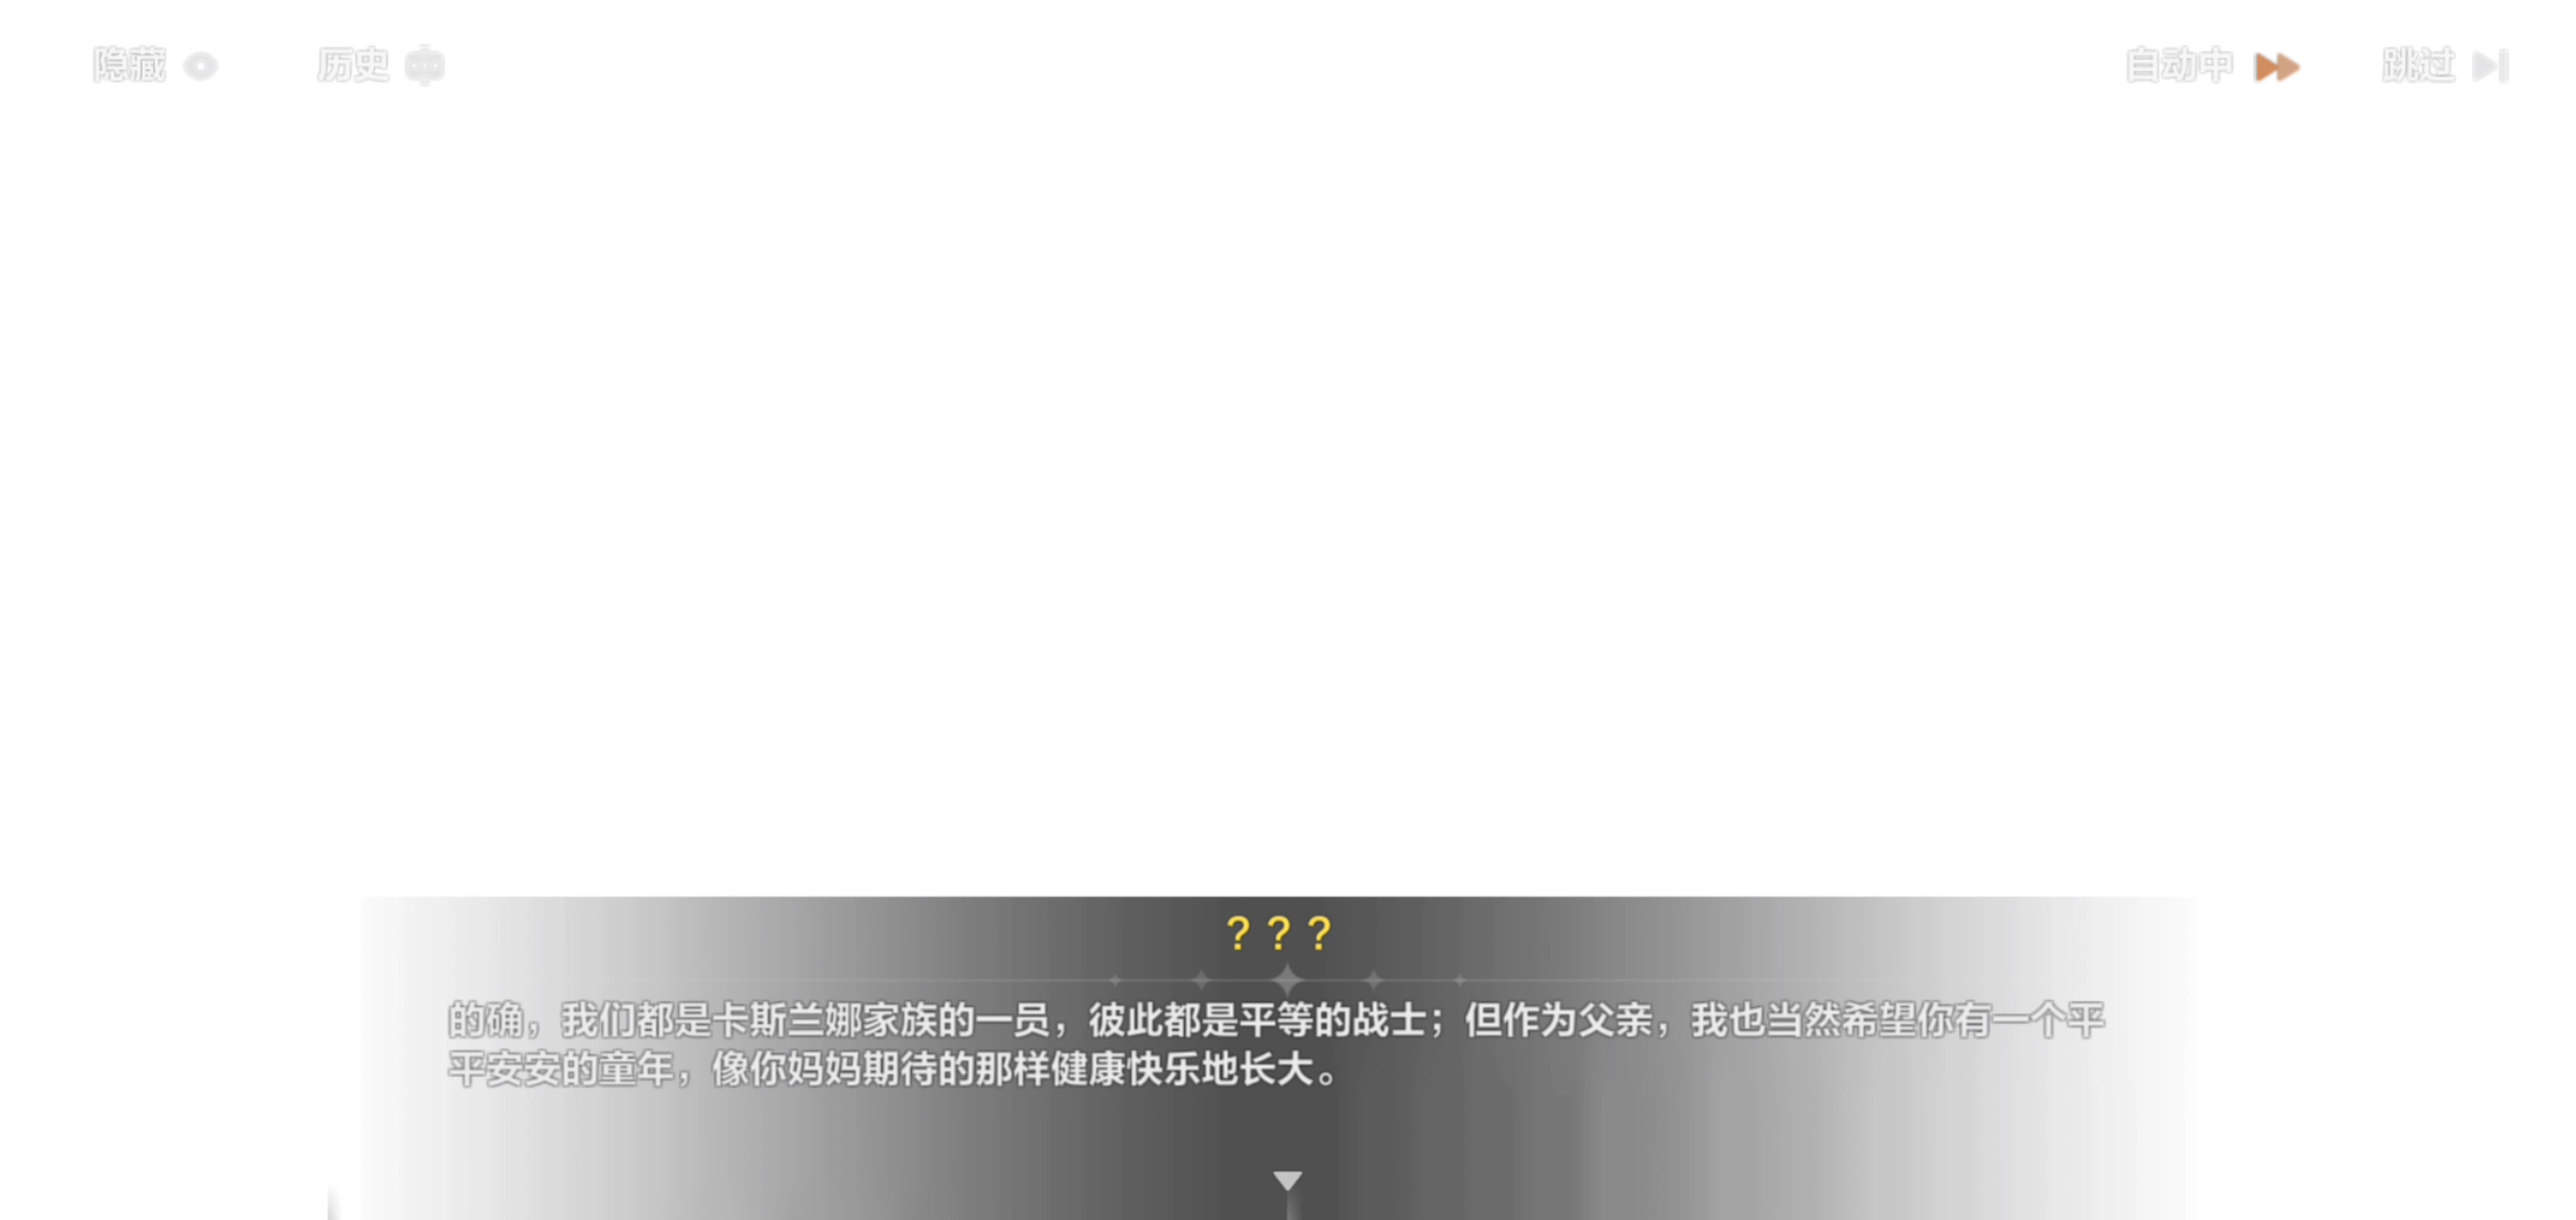 隐藏 历史 自动中 跳过
？？？
的确，我们都是卡斯兰娜家族的一员，彼此都是平等的战士；但作为父亲，我也当然希望你有一个平
平安安的童年，像你妈妈期待的那样健康快乐地长大。